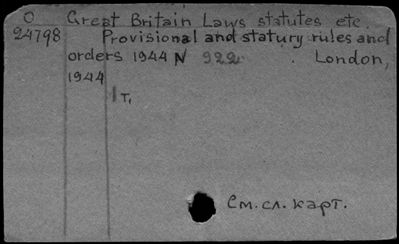 O Great Britain Laws statutes etc.
24798 Provisional and statury rules and
orders 1944 N 922 . London,
1944
1 т.
См. сл. карт.